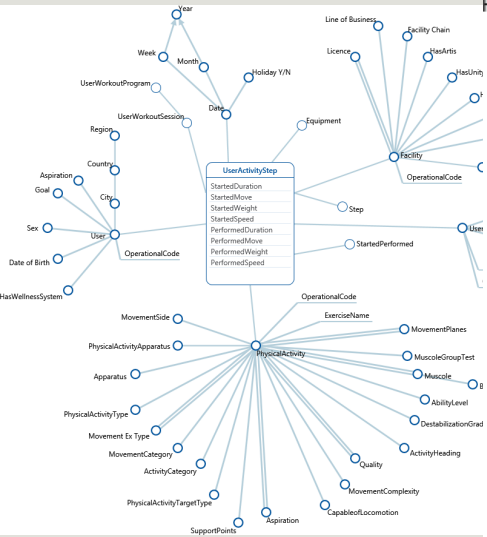 Year
Line of Business
Facility Chain
Week
Month
Licence
HasArtis
Holiday Y/N
HasUnity
UserWorkoutProgram
Date
UserWorkoutSession
Equipment
Region
Facility
Country
UserActivityStep
Aspiration
OperationalCode
Goal
StartedDuration
City
StartedMove
StartedWeight
Step
StartedSpeed
Sex
User
PerformedDuration
User
PerformedMove
StartedPerformed
OperationalCode
PerformedWeight
Date of Birth
PerformedSpeed
HasWellnessSystem
OperationalCode
MovementSide
ExerciseName
MovementPlanes
PhysicalActivityApparatus
PhysicalActivity
MuscoleGroupTest
Apparatus
Muscole
AbilityLevel
PhysicalActivityType
DestabilizationGrad
Movement Ex Type
MovementCategory
ActivityHeading
ActivityCategory
Quality
MovementComplexity
PhysicalActivityTargetType
CapableofLocomotion
Aspiration
SupportPoints